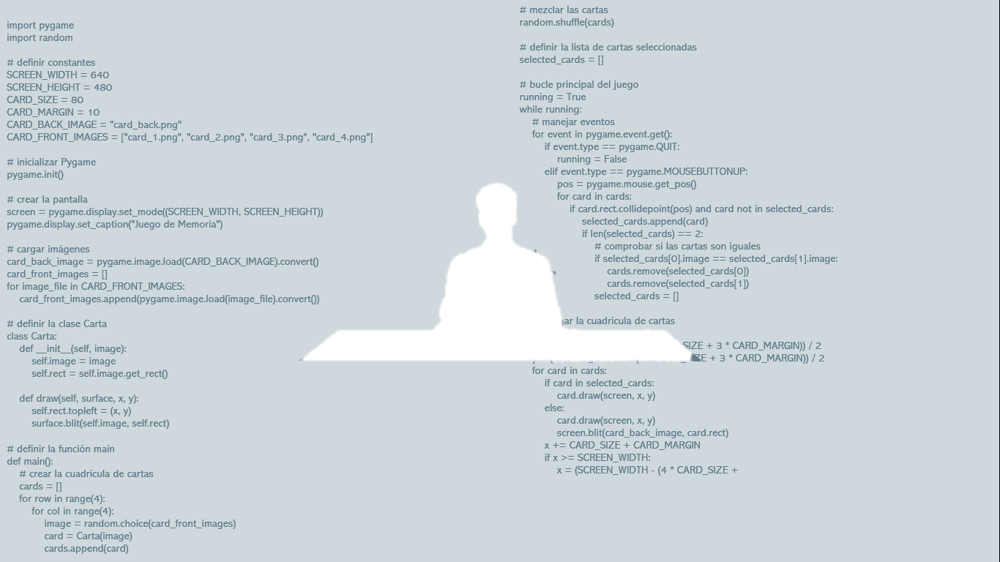 import pygame
import random
# definir constantes
SCREEN_WIDTH = 640
SCREEN_HEIGHT = 480
CARD_SIZE = 80
CARD_MARGIN = 10
CARD_BACK_IMAGE = "card_back.png"
CARD_FRONT_IMAGES = ["card_1.png", "card_2.png", "card_3.png", "card_4.png"]
# inicializar Pygame
pygame.init()
# crear la pantalla
screen = pygame.display.set_mode((SCREEN_WIDTH, SCREEN_HEIGHT))
pygame.display.set_caption("Juego de Memoria")
# cargar imágenes
card_back_image = pygame.image.load(CARD_BACK_IMAGE).convert()
card_front_images = []
for image_file in CARD_FRONT_IMAGES:
    card_front_images.append(pygame.image.load(image_file).convert())
# definir la clase Carta
class Carta:
    def __init__(self, image):
        self.image = image
        self.rect = self.image.get_rect()
    def draw(self, surface, x, y):
        self.rect.topleft = (x, y)
        surface.blit(self.image, self.rect)
# definir la función main
def main():
    # crear la cuadrícula de cartas
    cards = []
    for row in range(4):
        for col in range(4):
            image = random.choice(card_front_images)
            card = Carta(image)
            cards.append(card)
# mezclar las cartas
random.shuffle(cards)
# definir la lista de cartas seleccionadas
selected_cards = []
# bucle principal del juego
running = True
while running:
    # manejar eventos
    for event in pygame.event.get():
        if event.type == pygame.QUIT:
            running = False
        elif event.type == pygame.MOUSEBUTTONUP:
            pos = pygame.mouse.get_pos()
            for card in cards:
                if card.rect.collidepoint(pos) and card not in selected_cards:
                    selected_cards.append(card)
                    if len(selected_cards) == 2:
                        # comprobar si las cartas son iguales
                        if selected_cards[0].image == selected_cards[1].image:
                            cards.remove(selected_cards[0])
                            cards.remove(selected_cards[1])
                        selected_cards = []
la cuadrícula de cartas
+ 3 * CARD_MARGIN)) / 2
+ 3 * CARD_MARGIN)) / 2
    for card in cards:
        if card in selected_cards:
            card.draw(screen, x, y)
        else:
            card.draw(screen, x, y)
            screen.blit(card_back_image, card.rect)
        x += CARD_SIZE + CARD_MARGIN
        if x >= SCREEN_WIDTH:
            x = (SCREEN_WIDTH - (4 * CARD_SIZE +